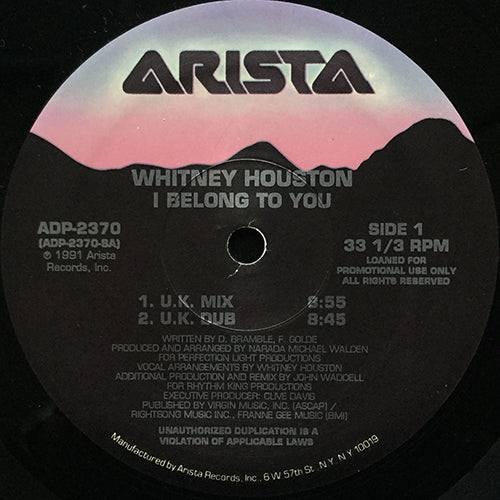 ARISTA
WHITNEY HOUSTON
I BELONG TO YOU
ADP-2370
(ADP-2370-SA)
℗ 1991 Arista
Records, Inc.
SIDE 1
33 1/3 RPM
LOANED FOR
PROMOTIONAL USE ONLY
ALL RIGHTS RESERVED
1. U.K. MIX 8:55
2. U.K. DUB 8:45
WRITTEN BY D. BRAMBLE, F. GOLDE
PRODUCED AND ARRANGED BY NARADA MICHAEL WALDEN
FOR PERFECTION LIGHT PRODUCTIONS
VOCAL ARRANGEMENTS BY WHITNEY HOUSTON
ADDITIONAL PRODUCTION AND REMIX BY JOHN WADDELL
FOR RHYTHM KING PRODUCTIONS
EXECUTIVE PRODUCER: CLIVE DAVIS
PUBLISHED BY VIRGIN MUSIC, INC. (ASCAP) /
RIGHTSONG MUSIC INC., FRANNE GEE MUSIC (BMI)
UNAUTHORIZED DUPLICATION IS A
VIOLATION OF APPLICABLE LAWS
Manufactured by Arista Records, Inc., 6 W 57th St., N.Y., N.Y. 10019